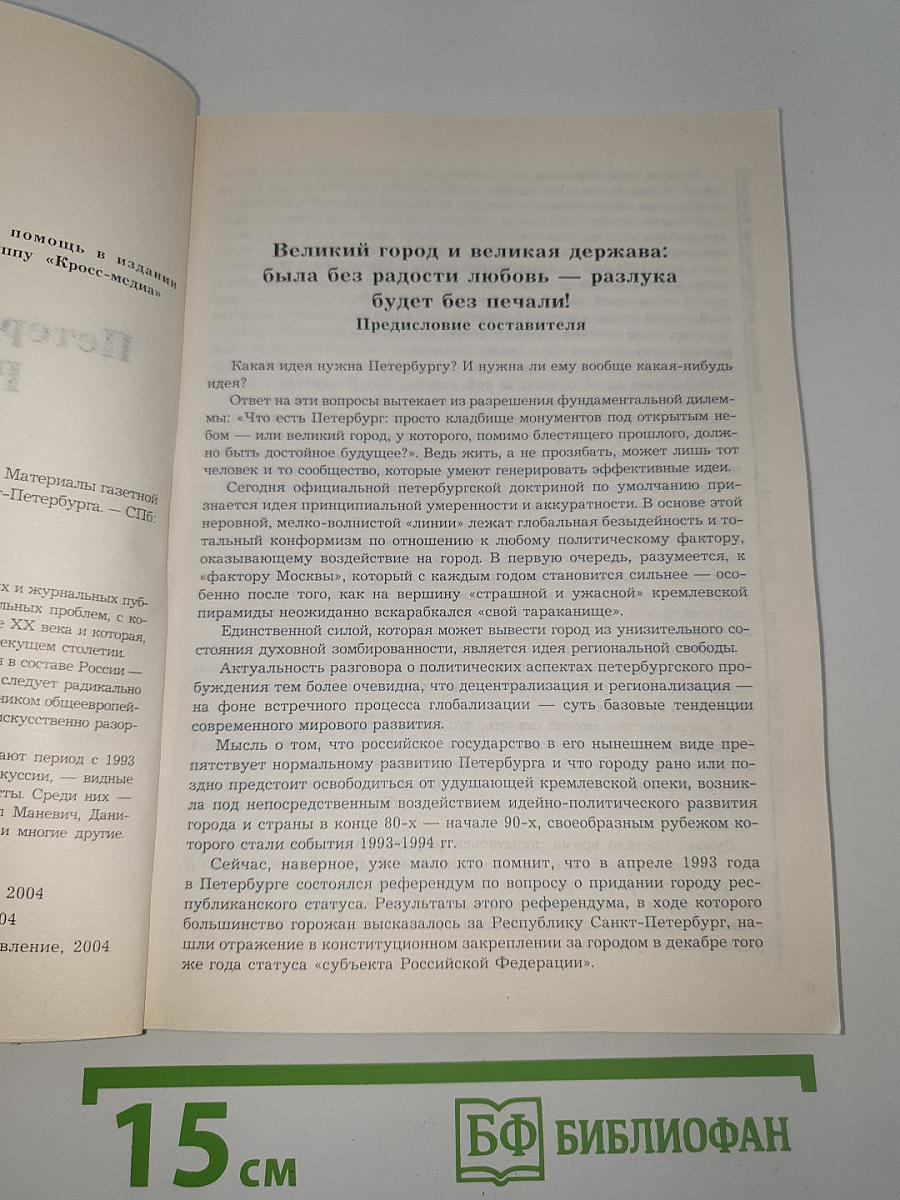 помощь в издании
ппу «Кросс-медиа»
Материалы газетной
т-Петербурга. — СПб:
х и журнальных пуб-
льных проблем, с ко-
е XX века и которая,
екущем столетии.
я в составе России —
следует радикально
ником общеевропей-
искусственно разор-
ают период с 1993
куссии, — видные
сты. Среди них —
л Маневич, Дани-
и многие другие.
2004
04
вление, 2004
Великий город и великая держава:
была без радости любовь — разлука
будет без печали!
Предисловие составителя
Какая идея нужна Петербургу? И нужна ли ему вообще какая-нибудь
идея?
Ответ на эти вопросы вытекает из разрешения фундаментальной дилем-
мы: «Что есть Петербург: просто кладбище монументов под открытым не-
бом — или великий город, у которого, помимо блестящего прошлого, долж-
но быть достойное будущее?». Ведь жить, а не прозябать, может лишь тот
человек и то сообщество, которые умеют генерировать эффективные идеи.
Сегодня официальной петербургской доктриной по умолчанию при-
знается идея принципиальной умеренности и аккуратности. В основе этой
неровной, мелко-волнистой «линии» лежат глобальная безыдейность и то-
тальный конформизм по отношению к любому политическому фактору,
оказывающему воздействие на город. В первую очередь, разумеется, к
«фактору Москвы», который с каждым годом становится сильнее — осо-
бенно после того, как на вершину «страшной и ужасной» кремлевской
пирамиды неожиданно вскарабкался «свой тараканище».
Единственной силой, которая может вывести город из унизительного со-
стояния духовной зомбированности, является идея региональной свободы.
Актуальность разговора о политических аспектах петербургского про-
буждения тем более очевидна, что децентрализация и регионализация —
на фоне встречного процесса глобализации — суть базовые тенденции
современного мирового развития.
Мысль о том, что российское государство в его нынешнем виде пре-
пятствует нормальному развитию Петербурга и что городу рано или по-
здно предстоит освободиться от удушающей кремлевской опеки, возник-
ла под непосредственным воздействием идейно-политического развития
города и страны в конце 80-х — начале 90-х, своеобразным рубежом ко-
торого стали события 1993-1994 гг.
Сейчас, наверное, уже мало кто помнит, что в апреле 1993 года
в Петербурге состоялся референдум по вопросу о придании городу рес-
публиканского статуса. Результаты этого референдума, в ходе которого
большинство горожан высказалось за Республику Санкт-Петербург, на-
шли отражение в конституционном закреплении за городом в декабре того
же года статуса «субъекта Российской Федерации».
15 см
БФ БИБЛИОФАН